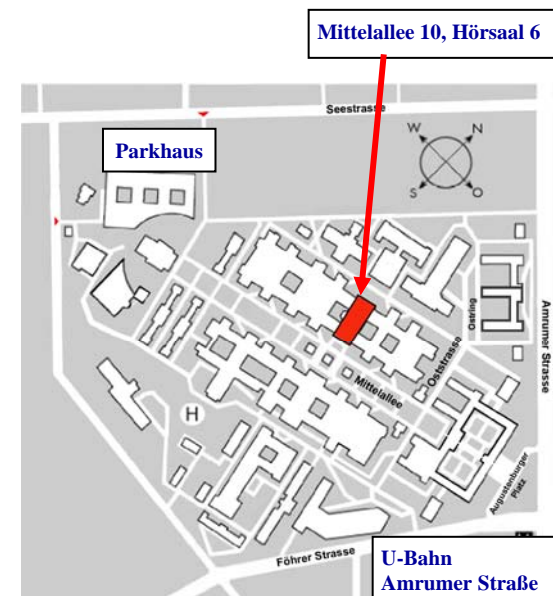 Mittelallee 10, Hörsaal 6
Seestrasse
Parkhaus
W
N
S
O
Ostring
Amrumer Strasse
Oststrasse
Mittelallee
H
Augustenburger
Platz
Föhrer Strasse
U-Bahn
Amrumer Straße